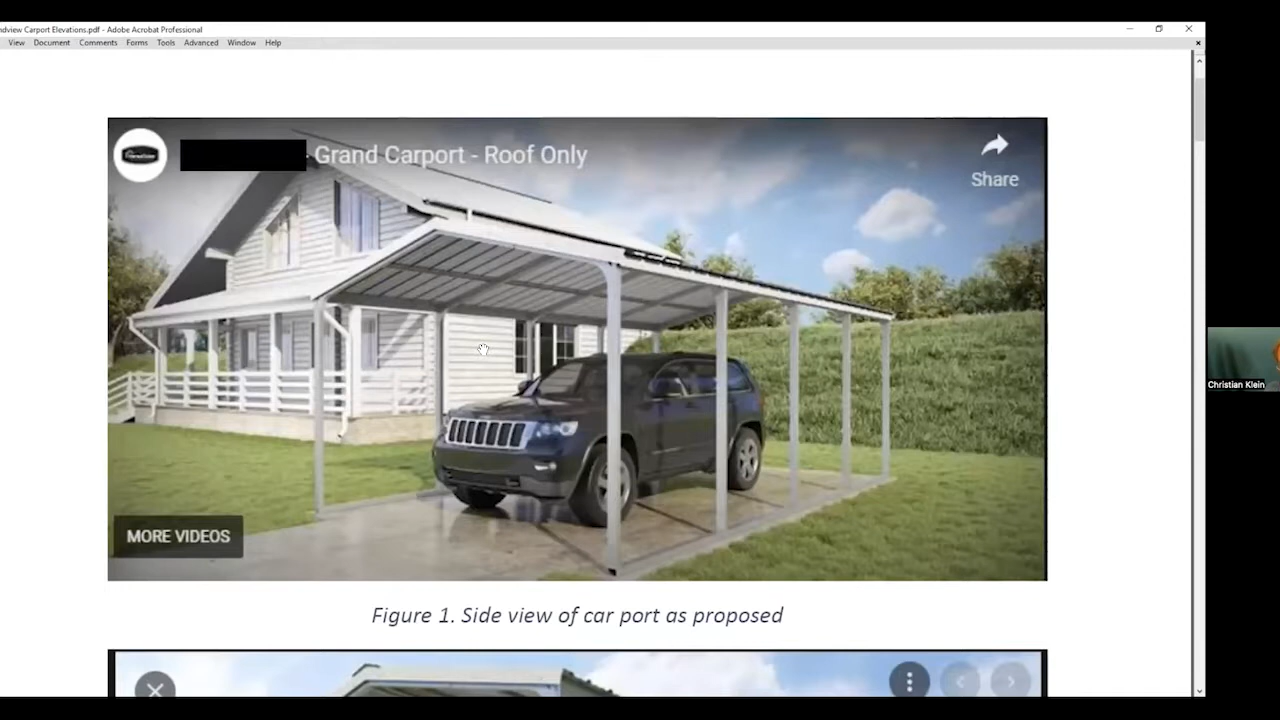 ndview Carport Elevations.pdf - Adobe Acrobat Professional
View Document Comments Forms Tools Advanced Window Help
Grand Carport - Roof Only
Share
MORE VIDEOS
Christian Klein
Figure 1. Side view of car port as proposed